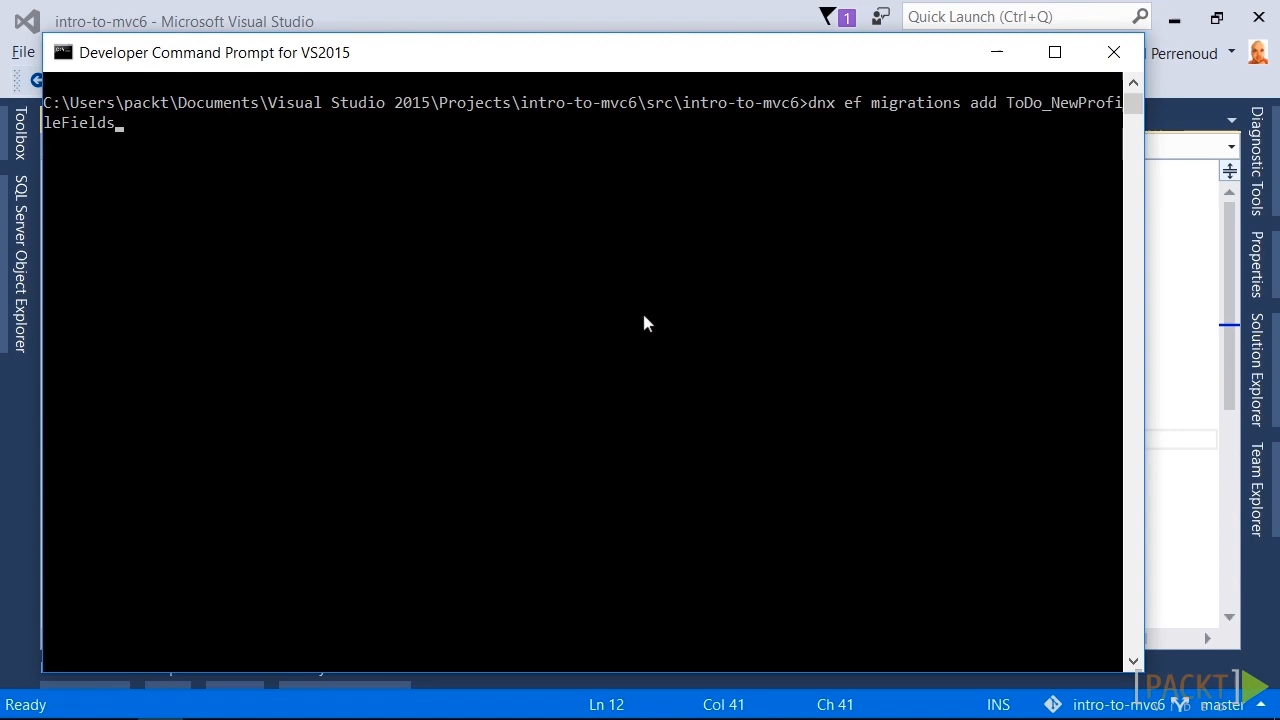 intro-to-mvc6 - Microsoft Visual Studio
1
Quick Launch (Ctrl+Q)
File
Developer Command Prompt for VS2015
Perrenoud
C:\Users\packt\Documents\Visual Studio 2015\Projects\intro-to-mvc6\src\intro-to-mvc6>dnx ef migrations add ToDo_NewProfi
leFields_
Toolbox
SQL Server Object Explorer
Diagnostic Tools
Properties
Solution Explorer
Team Explorer
Ready
Ln 12
Col 41
Ch 41
INS
intro-to-mvc6
master
[PACKT]